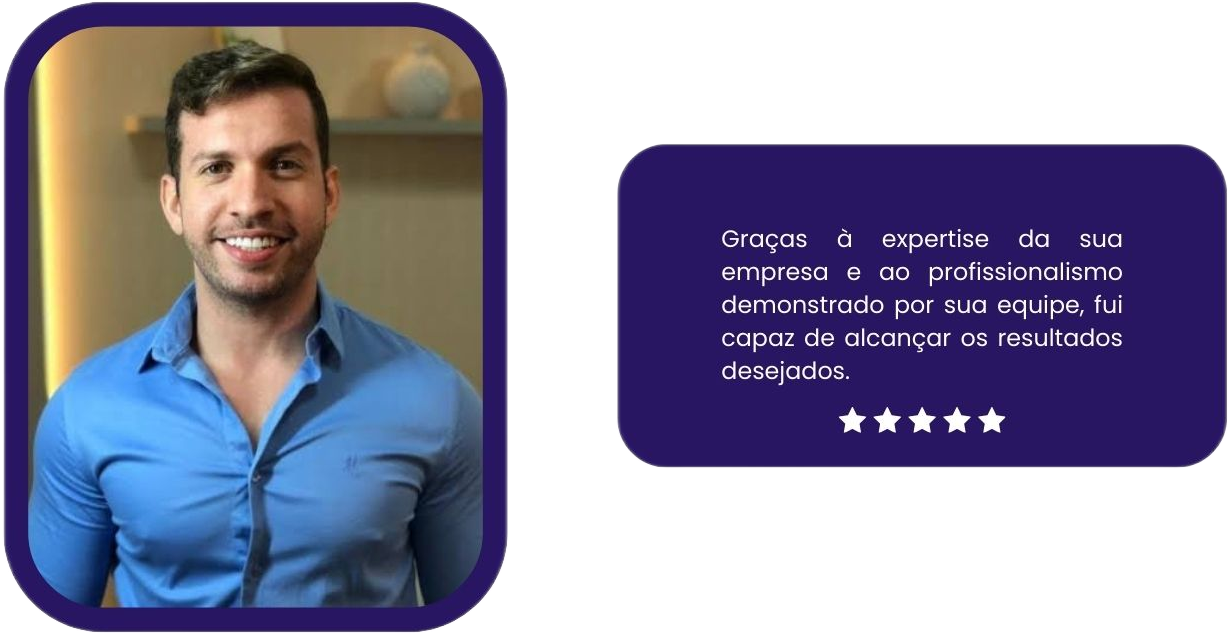 Graças à expertise da sua
empresa e ao profissionalismo
demonstrado por sua equipe, fui
capaz de alcançar os resultados
desejados.